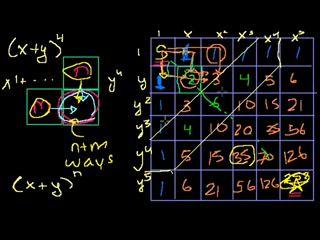 (x+y)⁴
x⁴ + ··· y⁴
n
m
n+m
ways
(x+y)ⁿ
1 x x² x³ x⁴ x⁵
1 S 1 1 1 1 1
y 1 2 3 4 5 6
y² 1 3 6 10 15 21
y³ 1 4 10 20 35 56
y⁴ 1 5 15 35 70 126
y⁵ 1 6 21 56 126